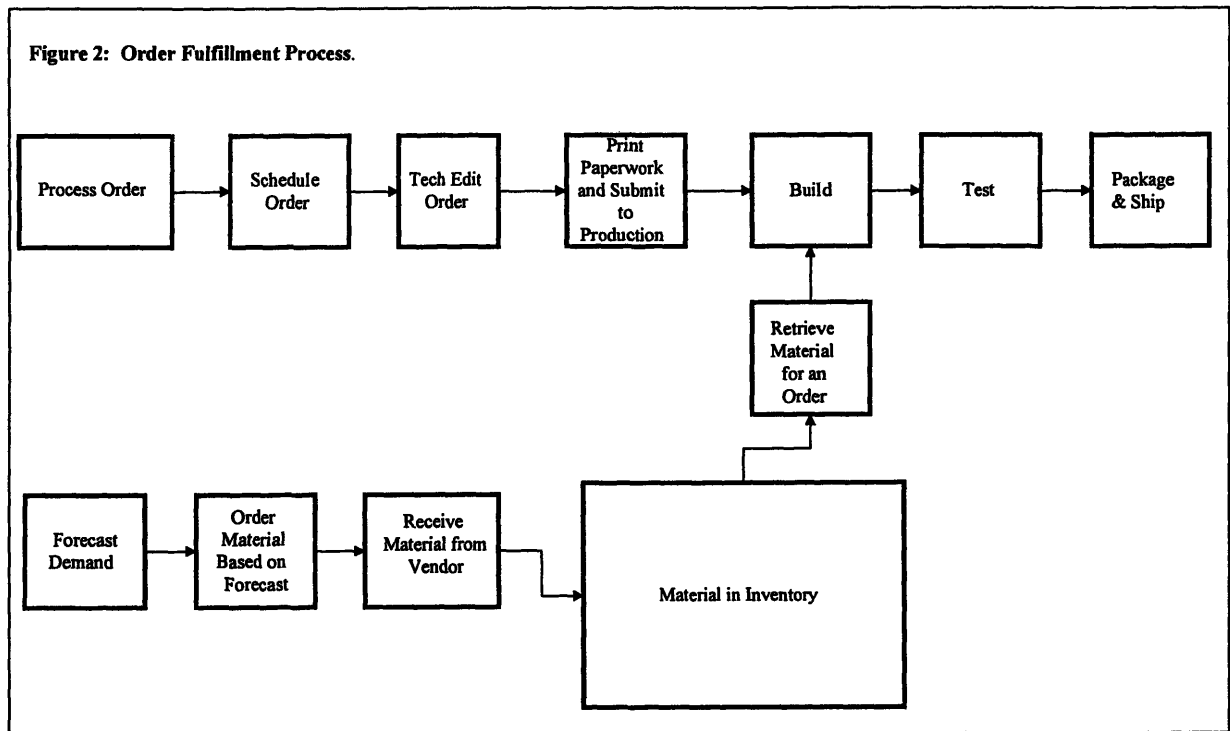 Figure 2: Order Fulfillment Process.
Process Order
Schedule
Order
Tech Edit
Order
Print
Paperwork
and Submit
to
Production
Build
Test
Package
& Ship
Retrieve
Material
for an
Order
Forecast
Demand
Order
Material
Based on
Forecast
Receive
Material from
Vendor
Material in Inventory